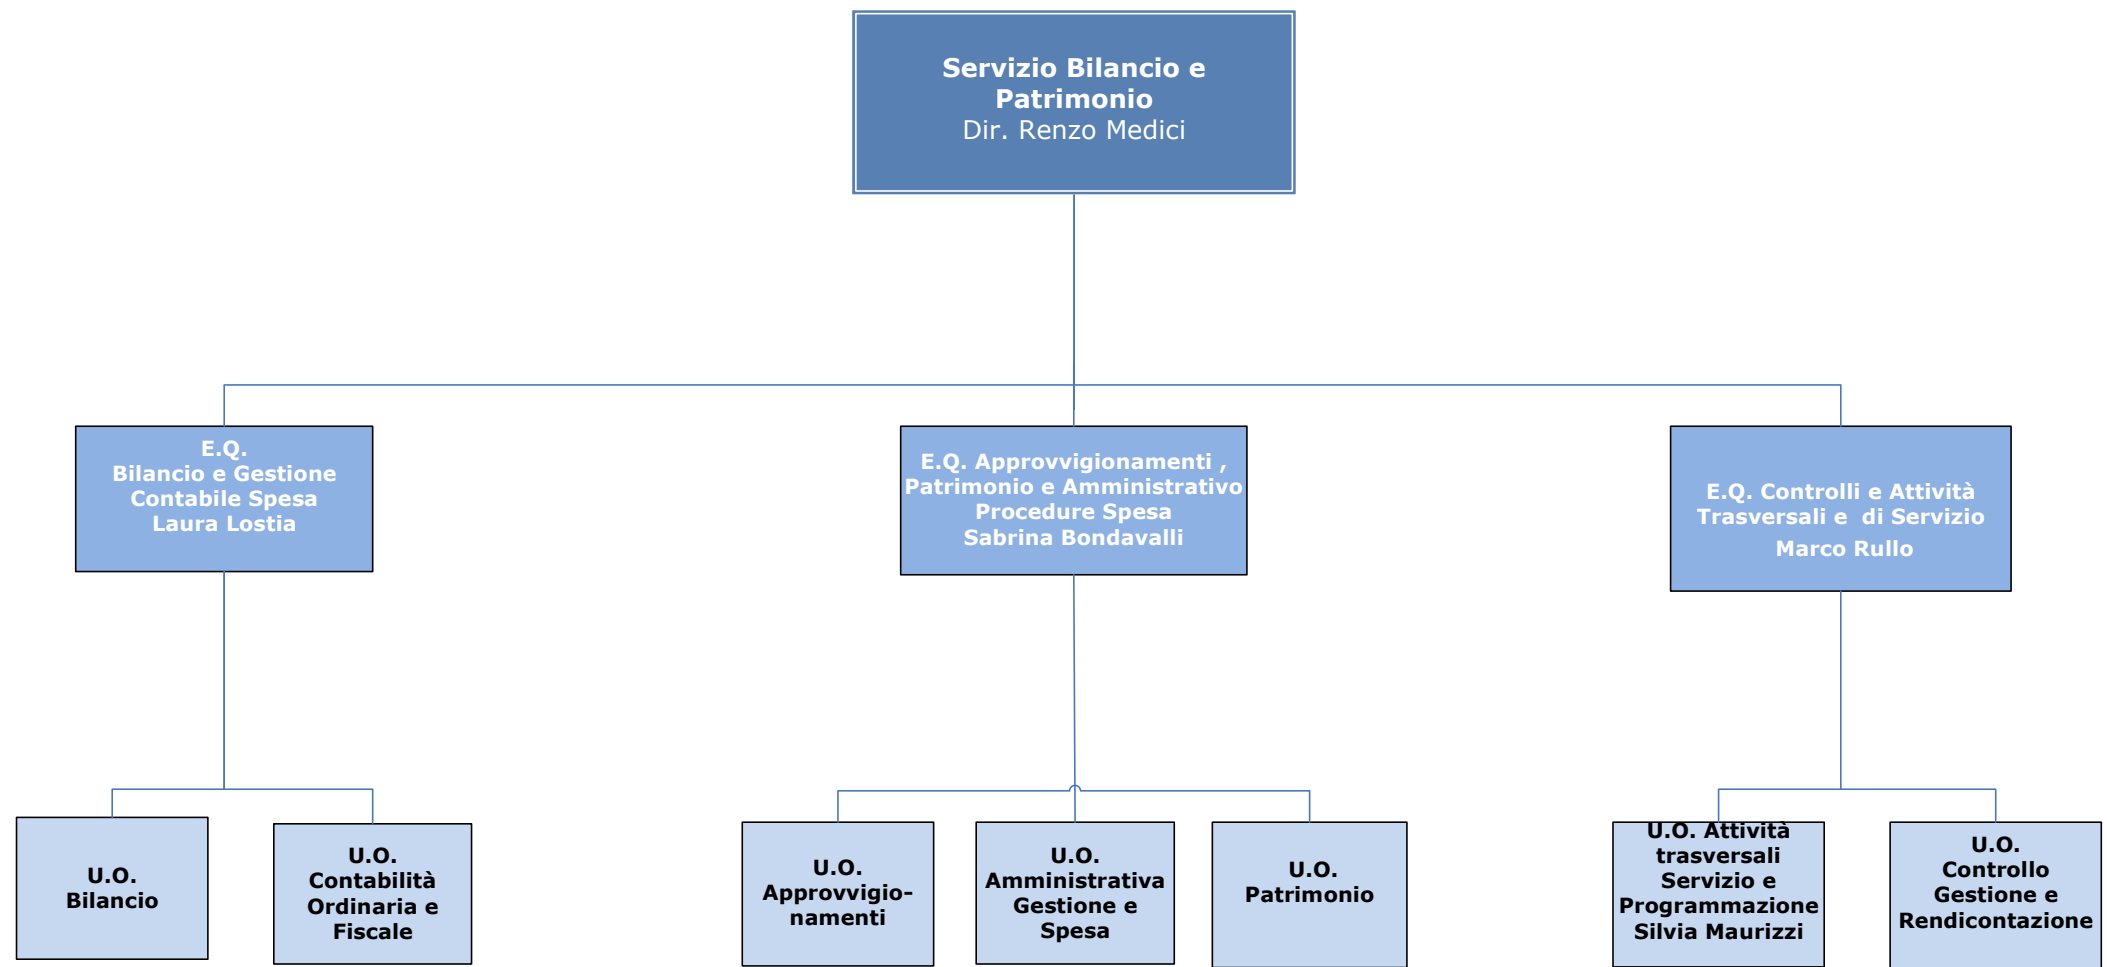 Servizio Bilancio e
Patrimonio
Dir. Renzo Medici
E.Q.
Bilancio e Gestione
Contabile Spesa
Laura Lostia
E.Q. Approvvigionamenti ,
Patrimonio e Amministrativo
Procedure Spesa
Sabrina Bondavalli
E.Q. Controlli e Attività
Trasversali e di Servizio
Marco Rullo
U.O.
Bilancio
U.O.
Contabilità
Ordinaria e
Fiscale
U.O.
Approvvigio-
namenti
U.O.
Amministrativa
Gestione e
Spesa
U.O.
Patrimonio
U.O. Attività
trasversali
Servizio e
Programmazione
Silvia Maurizzi
U.O.
Controllo
Gestione e
Rendicontazione